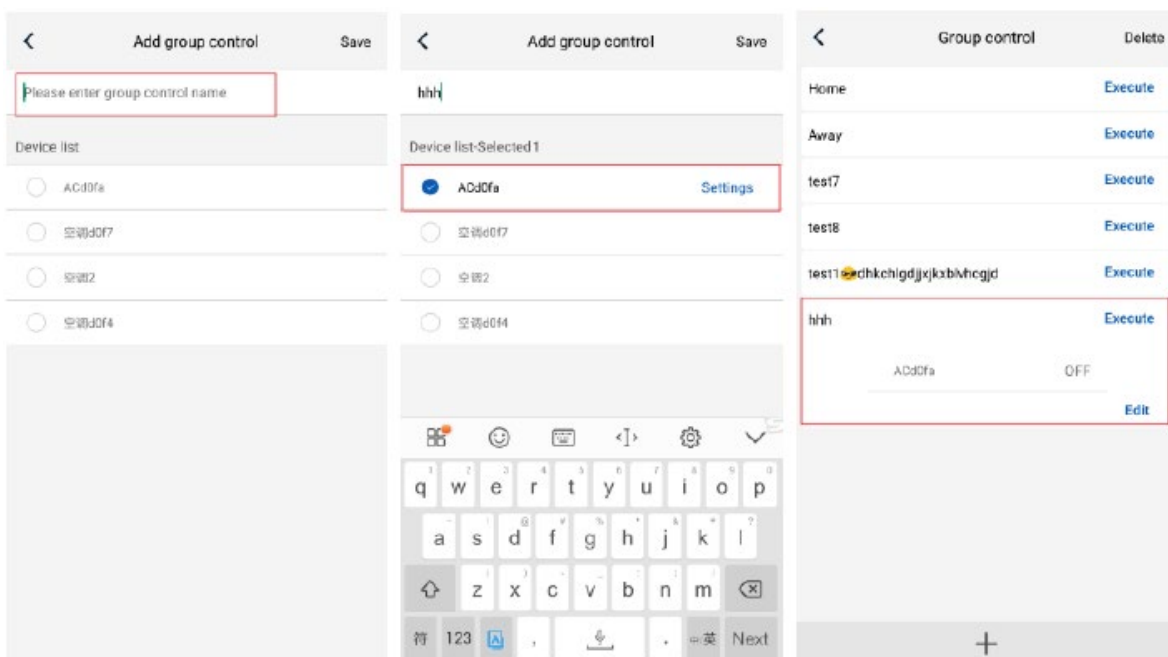 Add group control
Save
Please enter group control name
Device list
ACd0fa
空调d0f7
空调2
空调d0f4
Add group control
Save
hhh
Device list-Selected 1
ACd0fa
Settings
空调d0f7
空调2
空调d0f4
q w e r t y u i o p
a s d f g h j k l
z x c v b n m
符 123 , . 英 Next
Group control
Delete
Home
Execute
Away
Execute
test7
Execute
test8
Execute
Execute
hhh
Execute
ACd0fa
OFF
Edit